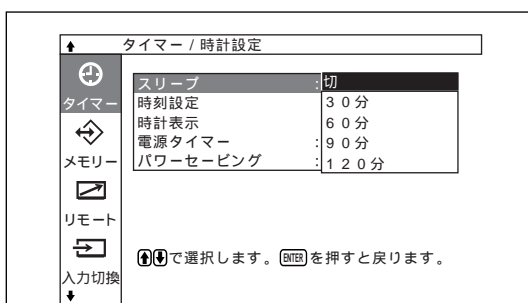 タイマー / 時計設定
タイマー
メモリー
リモート
入力切換
スリープ : 切
時刻設定 30分
時計表示 60分
電源タイマー : 90分
パワーセービング : 120分
で選択します。ENTERを押すと戻ります。